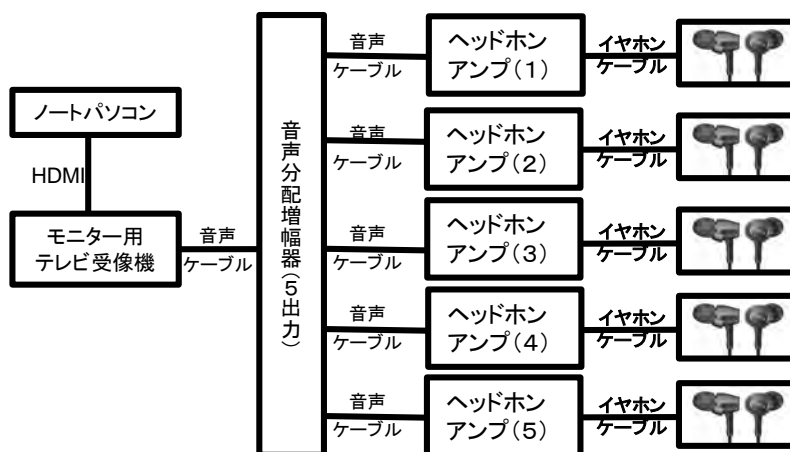 ノートパソコン
HDMI
モニター用
テレビ受像機
音声
ケーブル
音声分配増幅器(5出力)
音声
ケーブル
ヘッドホン
アンプ(1)
イヤホン
ケーブル
音声
ケーブル
ヘッドホン
アンプ(2)
イヤホン
ケーブル
音声
ケーブル
ヘッドホン
アンプ(3)
イヤホン
ケーブル
音声
ケーブル
ヘッドホン
アンプ(4)
イヤホン
ケーブル
音声
ケーブル
ヘッドホン
アンプ(5)
イヤホン
ケーブル